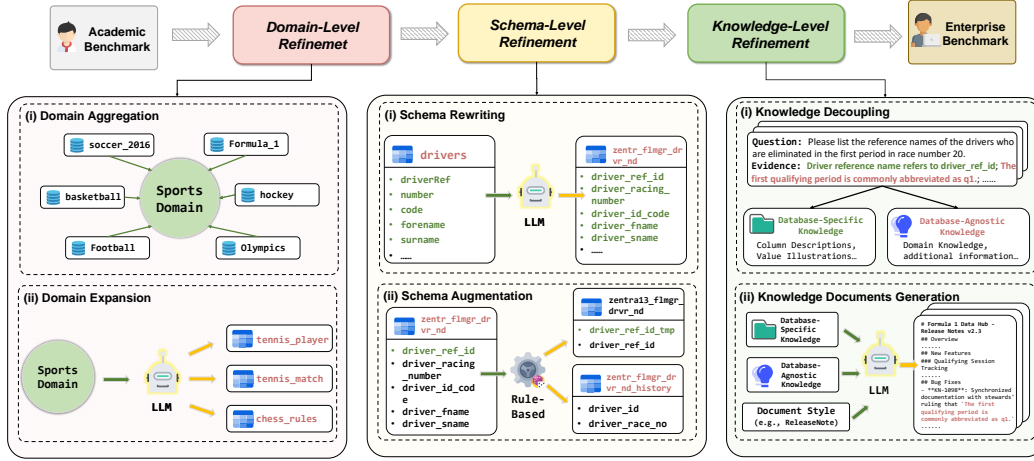 Academic
Benchmark
Domain-Level
Refinemet
Schema-Level
Refinement
Knowledge-Level
Refinement
Enterprise
Benchmark
(i) Domain Aggregation
soccer_2016
Formula_1
basketball
hockey
Football
Olympics
Sports
Domain
(ii) Domain Expansion
Sports
Domain
LLM
tennis_player
tennis_match
chess_rules
(i) Schema Rewriting
drivers
• driverRef
• number
• code
• forename
• surname
• ……
LLM
zentr_flmgr_dr
vr_nd
• driver_ref_id
• driver_racing_
number
• driver_id_code
• driver_fname
• driver_sname
• ……
(ii) Schema Augmentation
zentr_flmgr_dr
vr_nd
• driver_ref_id
• driver_racing
_number
• driver_id_cod
e
• driver_fname
• driver_sname
Rule-
Based
zentra13_flmgr_
drvr_nd
• driver_ref_id_tmp
• driver_ref_id
zentr_flmgr_dr
vr_nd_history
• driver_id
• driver_race_no
(i) Knowledge Decoupling
Question: Please list the reference names of the drivers who
are eliminated in the first period in race number 20.
Evidence: Driver reference name refers to driver_ref_id; The
first qualifying period is commonly abbreviated as q1.; ……
Database-Specific
Knowledge
Column Descriptions,
Value Illustrations…
Database-Agnostic
Knowledge
Domain Knowledge,
additional information…
(ii) Knowledge Documents Generation
Database-
Specific
Knowledge
Database-
Agnostic
Knowledge
Document Style
(e.g., ReleaseNote)
LLM
# Formula 1 Data Hub -
Release Notes v2.3
## Overview
......
## New Features
### Qualifying Session
Tracking
......
## Bug Fixes
- **KN-1098**: Synchronized
documentation with stewards'
ruling that `The first
qualifying period is
commonly abbreviated as q1.`
......